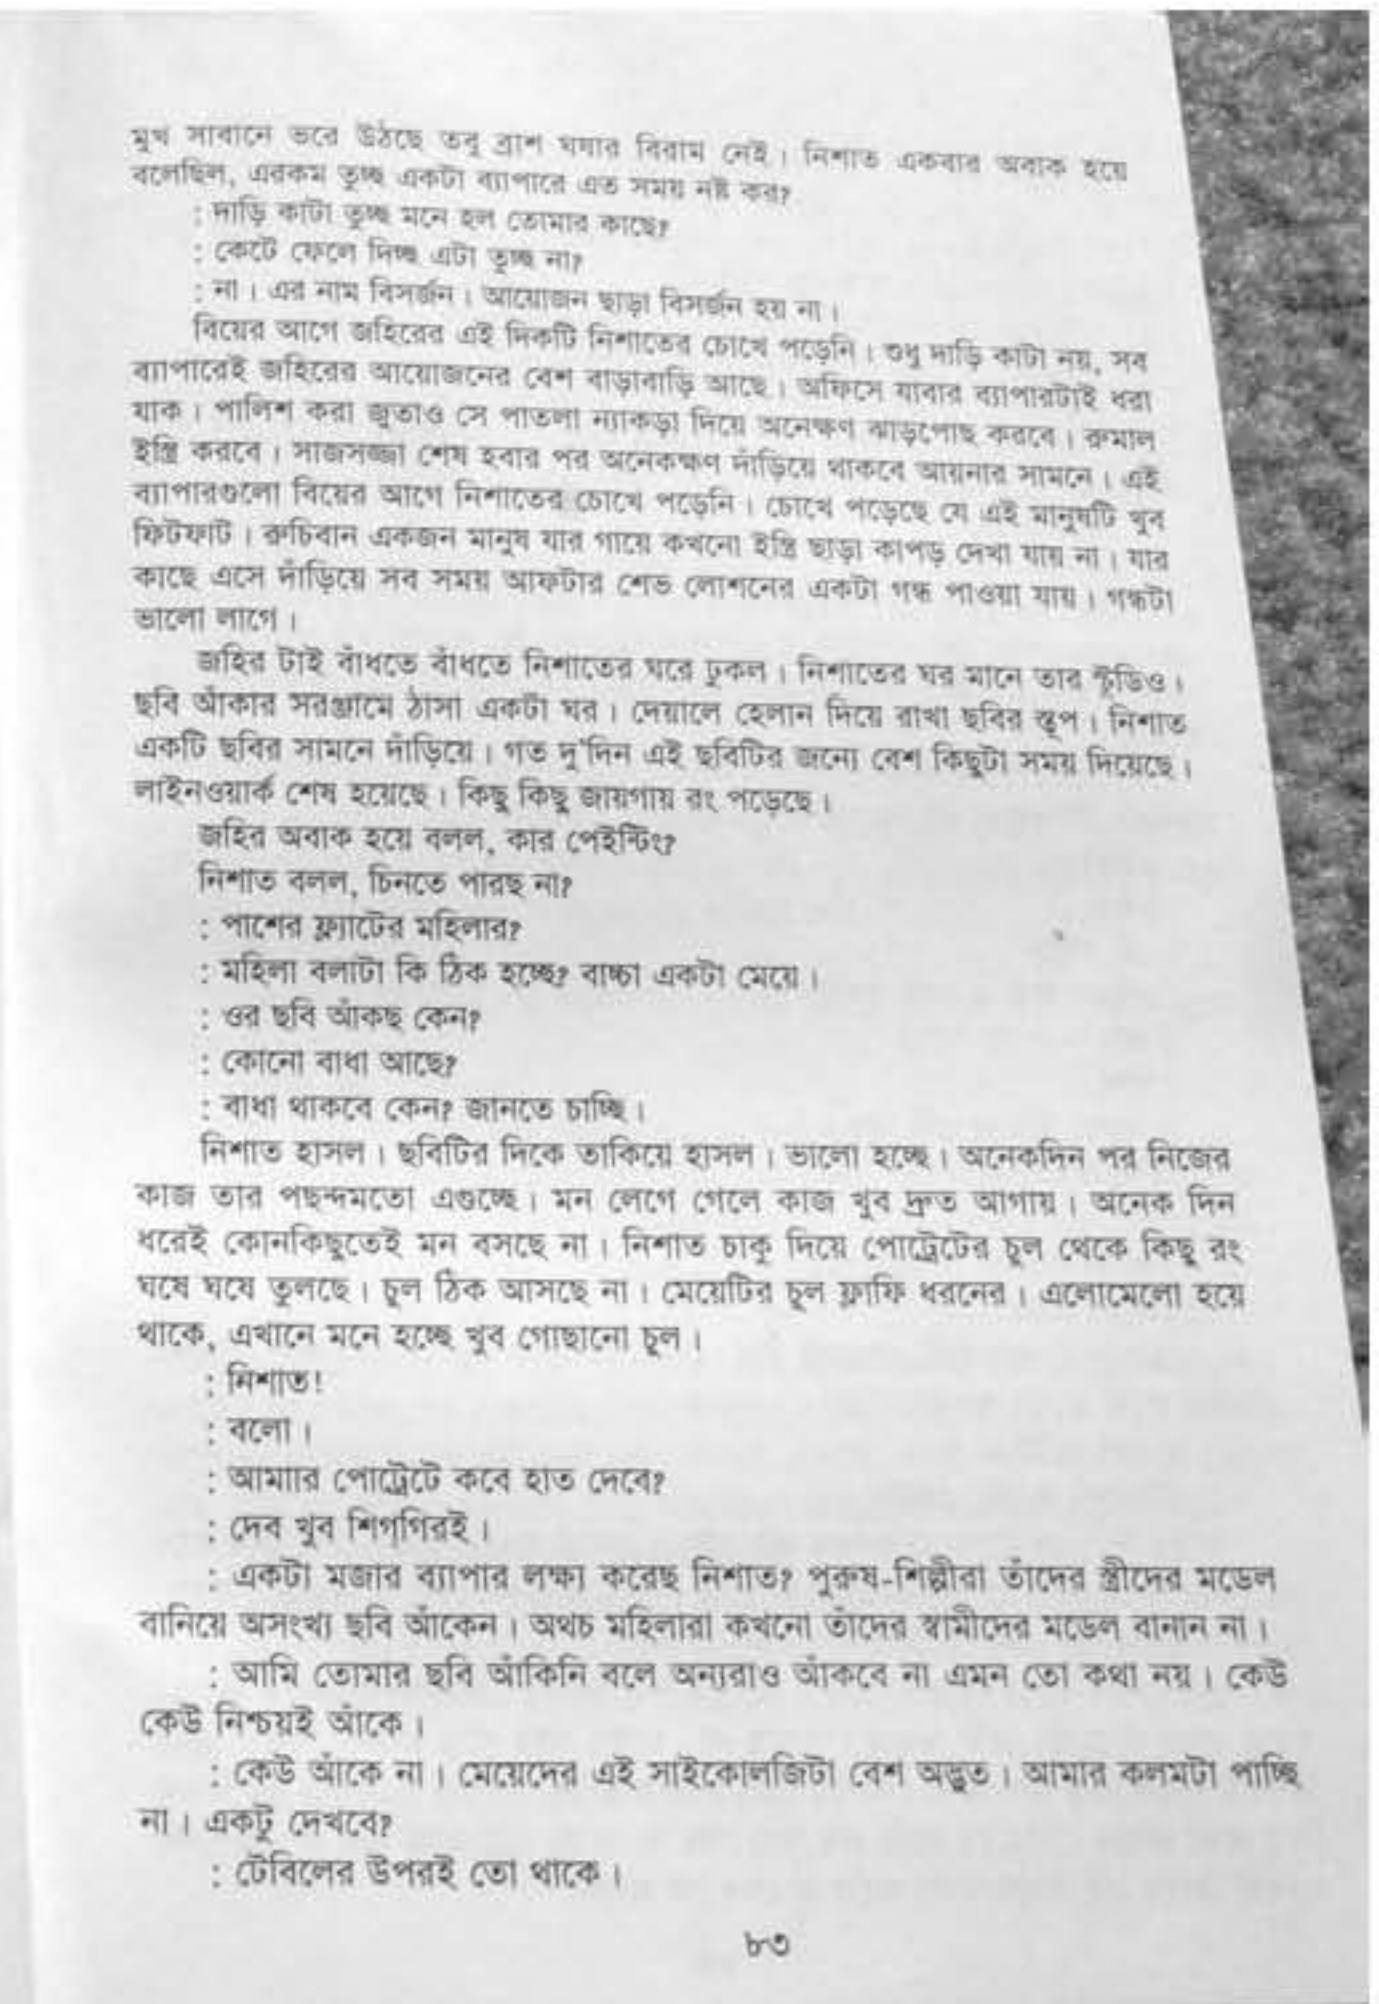 মুখ সাবানে ভরে উঠছে তবু ব্রাশ ঘষার বিরাম নেই। নিশাত একবার অবাক হয়ে
বলেছিল, এরকম তুচ্ছ একটা ব্যাপারে এত সময় নষ্ট কর?
: দাড়ি কাটা তুচ্ছ মনে হল তোমার কাছে?
: কেটে ফেলে দিচ্ছ এটা তুচ্ছ না?
: না। এর নাম বিসর্জন। আয়োজন ছাড়া বিসর্জন হয় না।
বিয়ের আগে জহিরের এই দিকটি নিশাতের চোখে পড়েনি। শুধু দাড়ি কাটা নয়, সব
ব্যাপারেই জহিরের আয়োজনের বেশ বাড়াবাড়ি আছে। অফিসে যাবার ব্যাপারটাই ধরা
যাক। পালিশ করা জুতাও সে পাতলা ন্যাকড়া দিয়ে অনেক্ষণ ঝাড়পোছ করবে। রুমাল
ইস্ত্রি করবে। সাজসজ্জা শেষ হবার পর অনেকক্ষণ দাঁড়িয়ে থাকবে আয়নার সামনে। এই
ব্যাপারগুলো বিয়ের আগে নিশাতের চোখে পড়েনি। চোখে পড়েছে যে এই মানুষটি খুব
ফিটফাট। রুচিবান একজন মানুষ যার গায়ে কখনো ইস্ত্রি ছাড়া কাপড় দেখা যায় না। যার
কাছে এসে দাঁড়িয়ে সব সময় আফটার শেভ লোশনের একটা গন্ধ পাওয়া যায়। গন্ধটা
ভালো লাগে।
জহির টাই বাঁধতে বাঁধতে নিশাতের ঘরে ঢুকল। নিশাতের ঘর মানে তার স্টুডিও।
ছবি আঁকার সরঞ্জামে ঠাসা একটা ঘর। দেয়ালে হেলান দিয়ে রাখা ছবির স্তূপ। নিশাত
একটি ছবির সামনে দাঁড়িয়ে। গত দু'দিন এই ছবিটির জন্যে বেশ কিছুটা সময় দিয়েছে।
লাইনওয়ার্ক শেষ হয়েছে। কিছু কিছু জায়গায় রং পড়েছে।
জহির অবাক হয়ে বলল, কার পেইন্টিং?
নিশাত বলল, চিনতে পারছ না?
: পাশের ফ্ল্যাটের মহিলার?
: মহিলা বলাটা কি ঠিক হচ্ছে? বাচ্চা একটা মেয়ে।
: ওর ছবি আঁকছ কেন?
: কোনো বাধা আছে?
: বাধা থাকবে কেন? জানতে চাচ্ছি।
নিশাত হাসল। ছবিটির দিকে তাকিয়ে হাসল। ভালো হচ্ছে। অনেকদিন পর নিজের
কাজ তার পছন্দমতো এগুচ্ছে। মন লেগে গেলে কাজ খুব দ্রুত আগায়। অনেক দিন
ধরেই কোনকিছুতেই মন বসছে না। নিশাত চাকু দিয়ে পোট্রেটের চুল থেকে কিছু রং
ঘষে ঘষে তুলছে। চুল ঠিক আসছে না। মেয়েটির চুল ফ্লাফি ধরনের। এলোমেলো হয়ে
থাকে, এখানে মনে হচ্ছে খুব গোছানো চুল।
: নিশাত!
: বলো।
: আমাার পোট্রেটে কবে হাত দেবে?
: দেব খুব শিগ্‌গিরই।
: একটা মজার ব্যাপার লক্ষ্য করেছ নিশাত? পুরুষ-শিল্পীরা তাঁদের স্ত্রীদের মডেল
বানিয়ে অসংখ্য ছবি আঁকেন। অথচ মহিলারা কখনো তাঁদের স্বামীদের মডেল বানান না।
: আমি তোমার ছবি আঁকিনি বলে অন্যরাও আঁকবে না এমন তো কথা নয়। কেউ
কেউ নিশ্চয়ই আঁকে।
: কেউ আঁকে না। মেয়েদের এই সাইকোলজিটা বেশ অদ্ভুত। আমার কলমটা পাচ্ছি
না। একটু দেখবে?
: টেবিলের উপরই তো থাকে।
৮৩